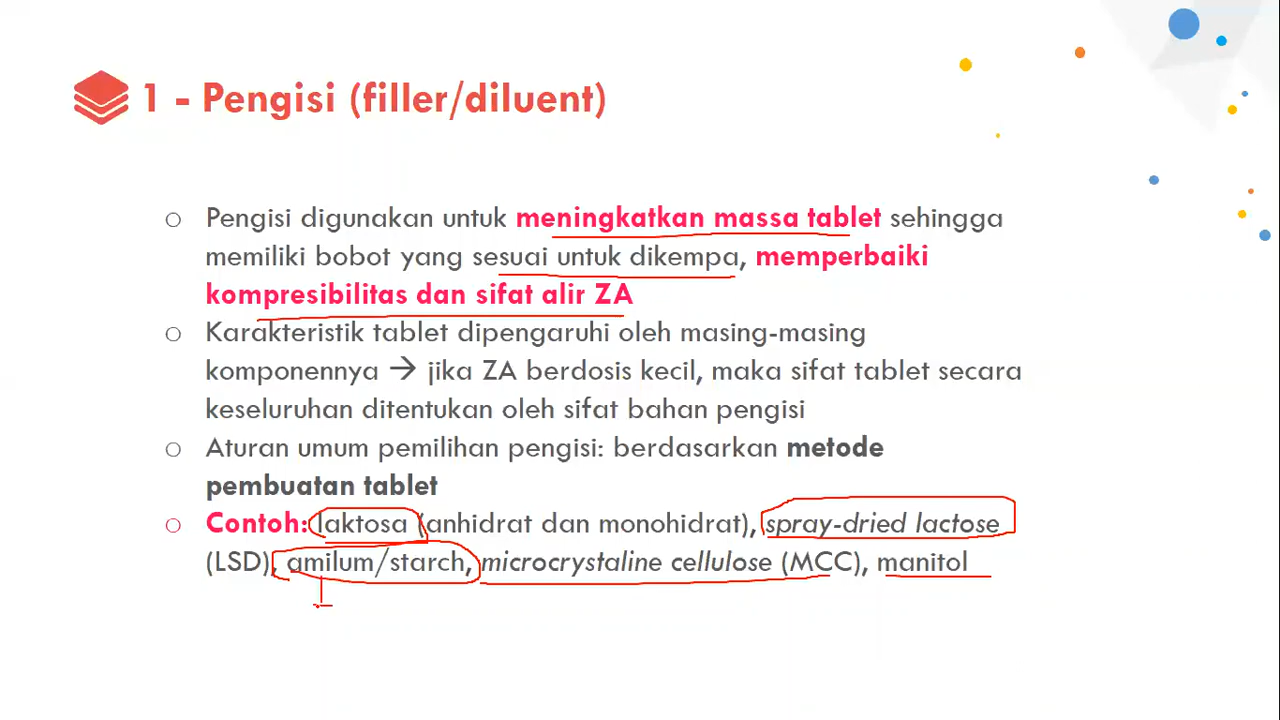 1 - Pengisi (filler/diluent)
○ Pengisi digunakan untuk meningkatkan massa tablet sehingga
memiliki bobot yang sesuai untuk dikempa, memperbaiki
kompresibilitas dan sifat alir ZA
○ Karakteristik tablet dipengaruhi oleh masing-masing
komponennya → jika ZA berdosis kecil, maka sifat tablet secara
keseluruhan ditentukan oleh sifat bahan pengisi
○ Aturan umum pemilihan pengisi: berdasarkan metode
pembuatan tablet
○ Contoh: laktosa (anhidrat dan monohidrat), spray-dried lactose
(LSD), amilum/starch, microcrystaline cellulose (MCC), manitol